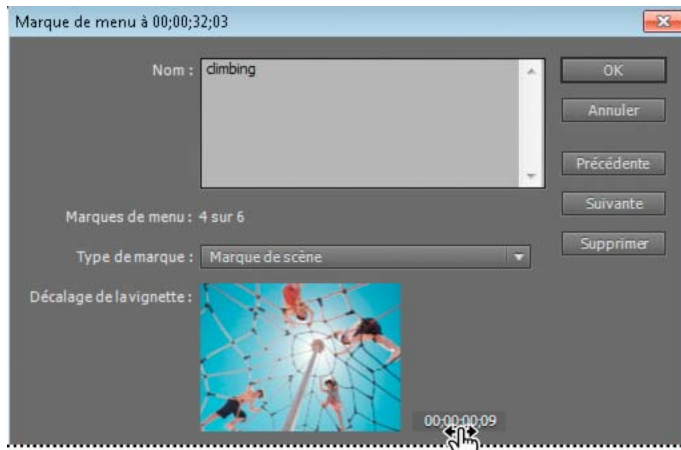 Marque de menu à 00;00;32;03
Nom : climbing
OK
Annuler
Précédente
Marques de menu : 4 sur 6
Suivante
Type de marque : Marque de scène
Supprimer
Décalage de la vignette :
00;00;00;09